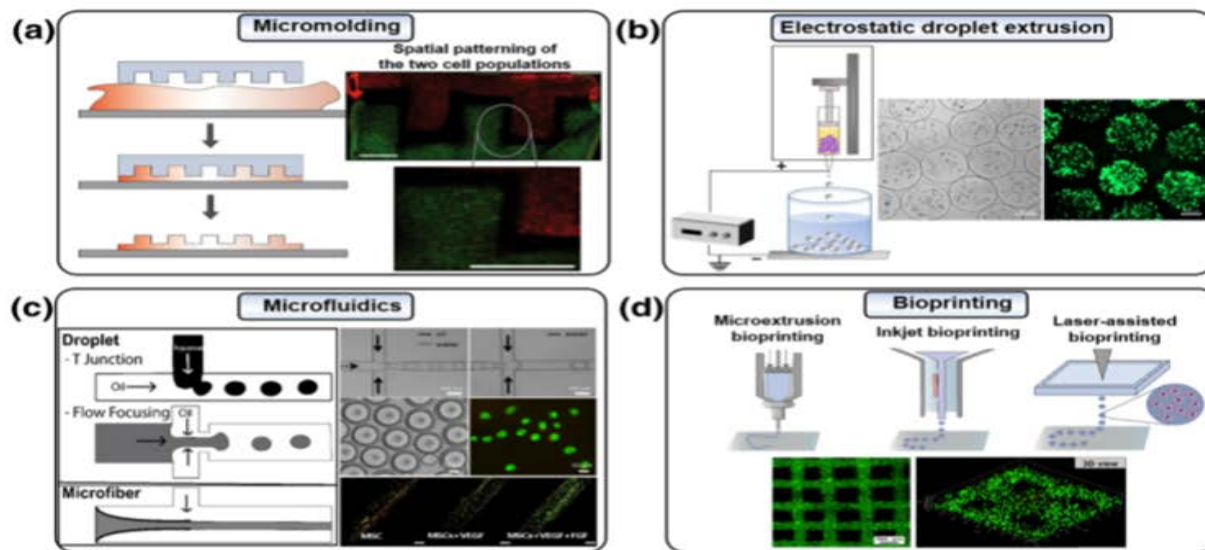 (a)
Micromolding
Spatial patterning of
the two cell populations
(b)
Electrostatic droplet extrusion
+
−
(c)
Microfluidics
Droplet
- T Junction
Oil
- Flow Focusing
Oil
Microfiber
MSC
MSCs+VEGF
MSCs+VEGF+FGF
(d)
Bioprinting
Microextrusion
bioprinting
Inkjet bioprinting
Laser-assisted
bioprinting
3D view